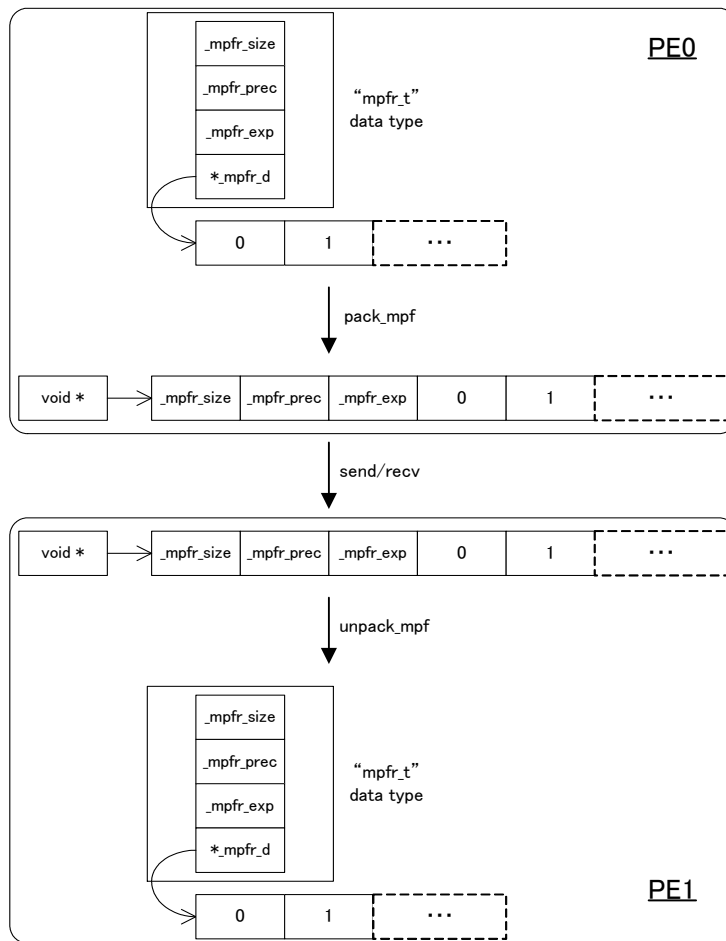 _mpfr_size
PE0
_mpfr_prec
“mpfr_t”
data type
_mpfr_exp
*_mpfr_d
0 1 ···
pack_mpf
void * _mpfr_size _mpfr_prec _mpfr_exp 0 1 ···
send/recv
void * _mpfr_size _mpfr_prec _mpfr_exp 0 1 ···
unpack_mpf
_mpfr_size
_mpfr_prec
“mpfr_t”
data type
_mpfr_exp
*_mpfr_d
PE1
0 1 ···